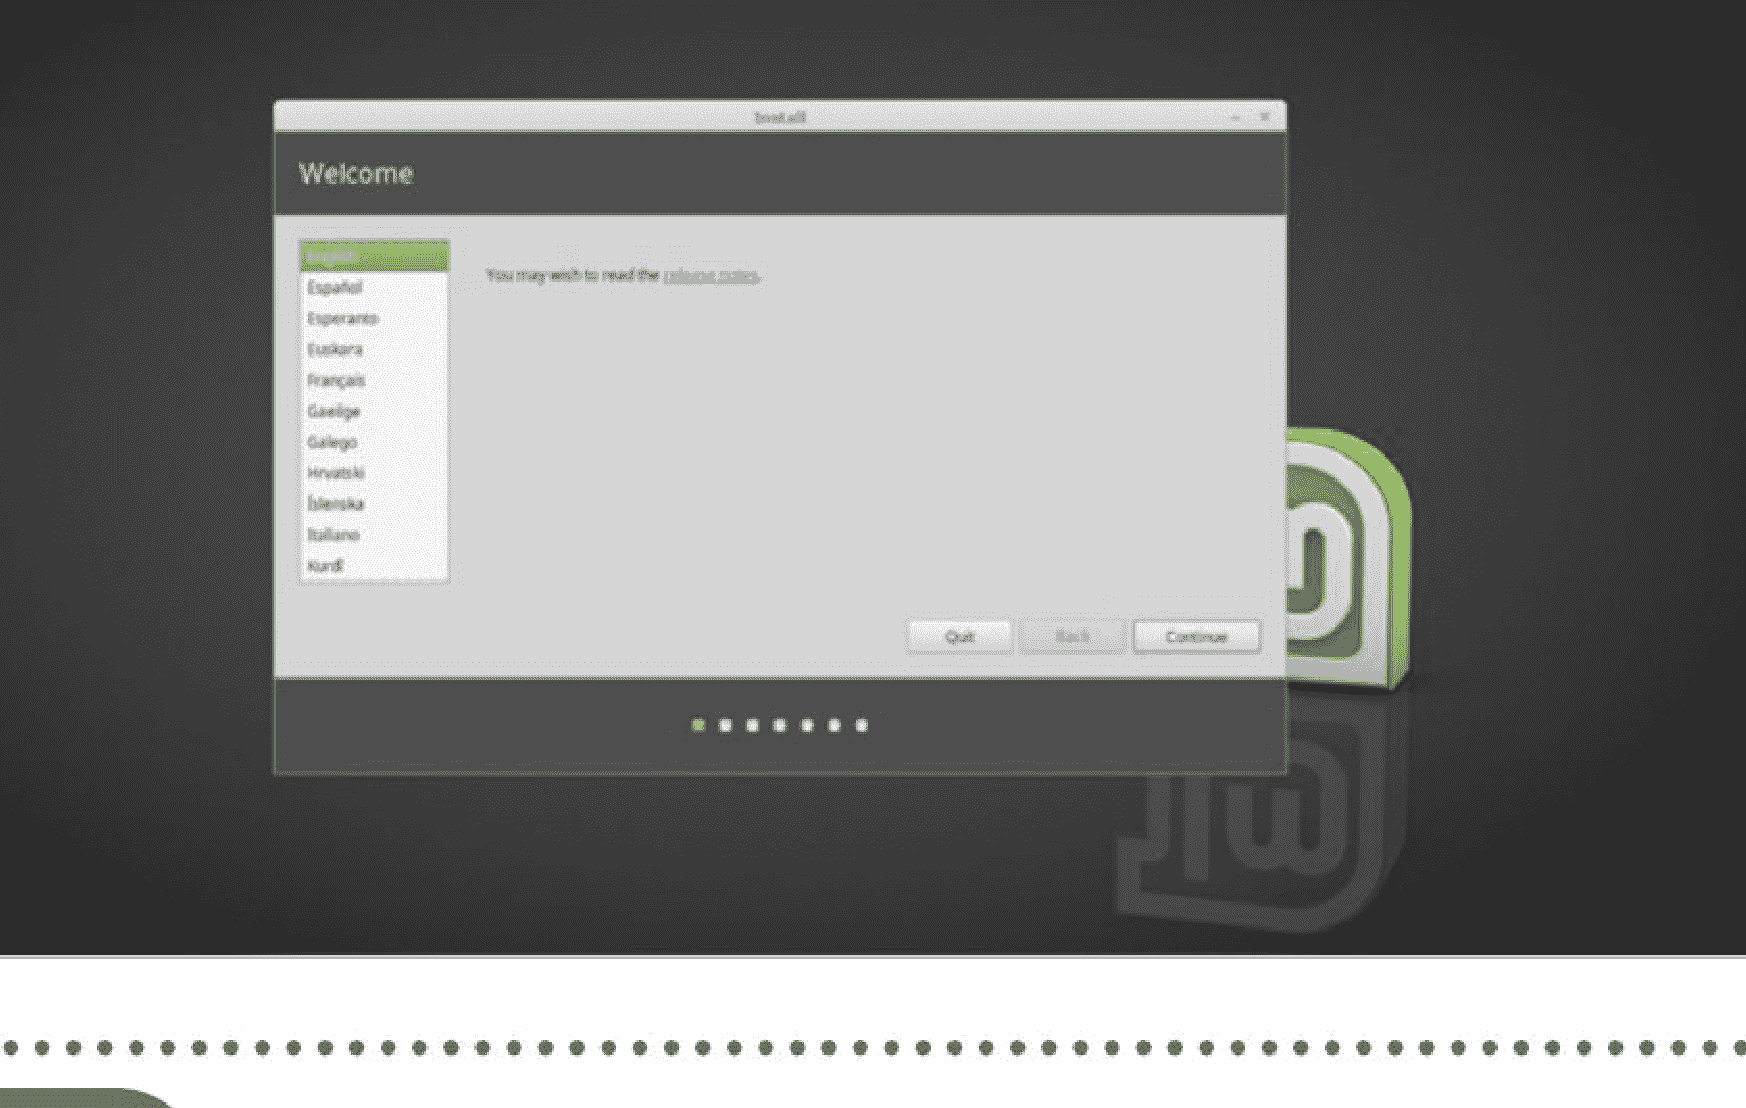 Install
Welcome
English
You may wish to read the release notes.
Español
Esperanto
Euskara
Français
Gaeilge
Galego
Hrvatski
Íslenska
Italiano
Kurdî
Quit Back Continue